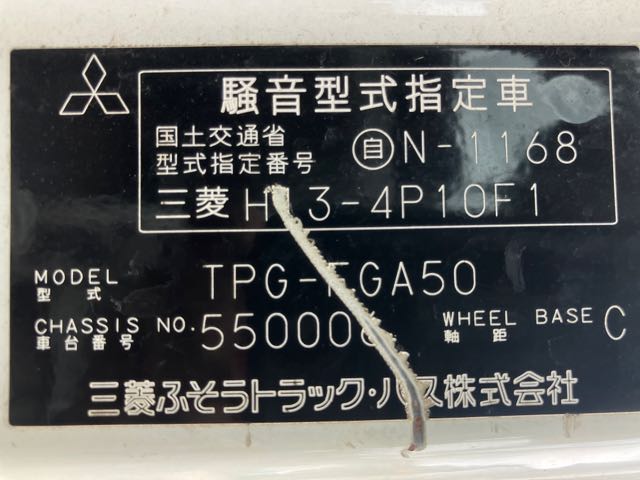 騒音型式指定車
国土交通省
型式指定番号 自N-1168
三菱
MODEL
型式
CHASSIS NO.
車台番号
WHEEL BASE C
軸距
三菱ふそうトラック・バス株式会社